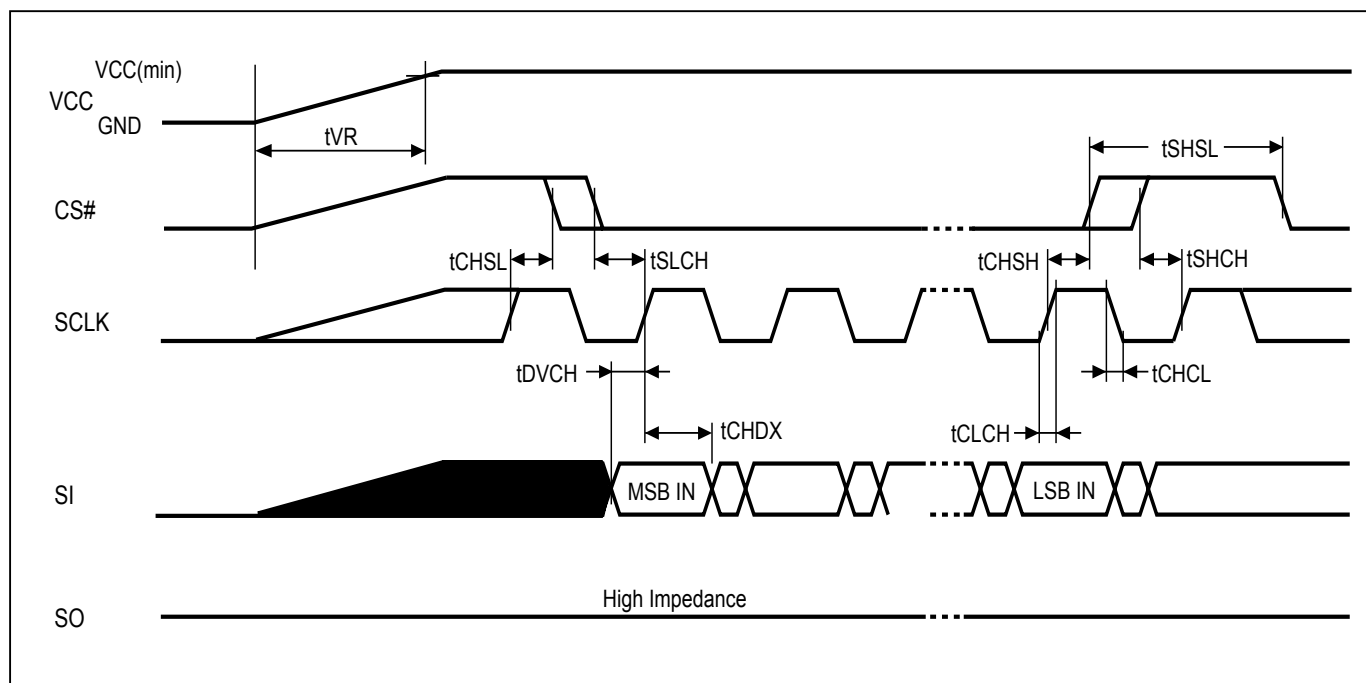 VCC(min)
VCC
GND
tVR
tSHSL
CS#
tCHSL
tSLCH
tCHSH
tSHCH
SCLK
tDVCH
tCHCL
tCHDX
tCLCH
SI
MSB IN
LSB IN
High Impedance
SO